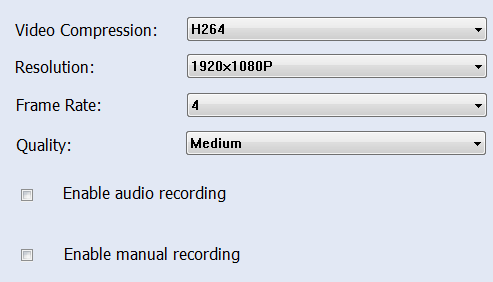 Video Compression: H264
Resolution: 1920x1080P
Frame Rate: 4
Quality: Medium
Enable audio recording
Enable manual recording